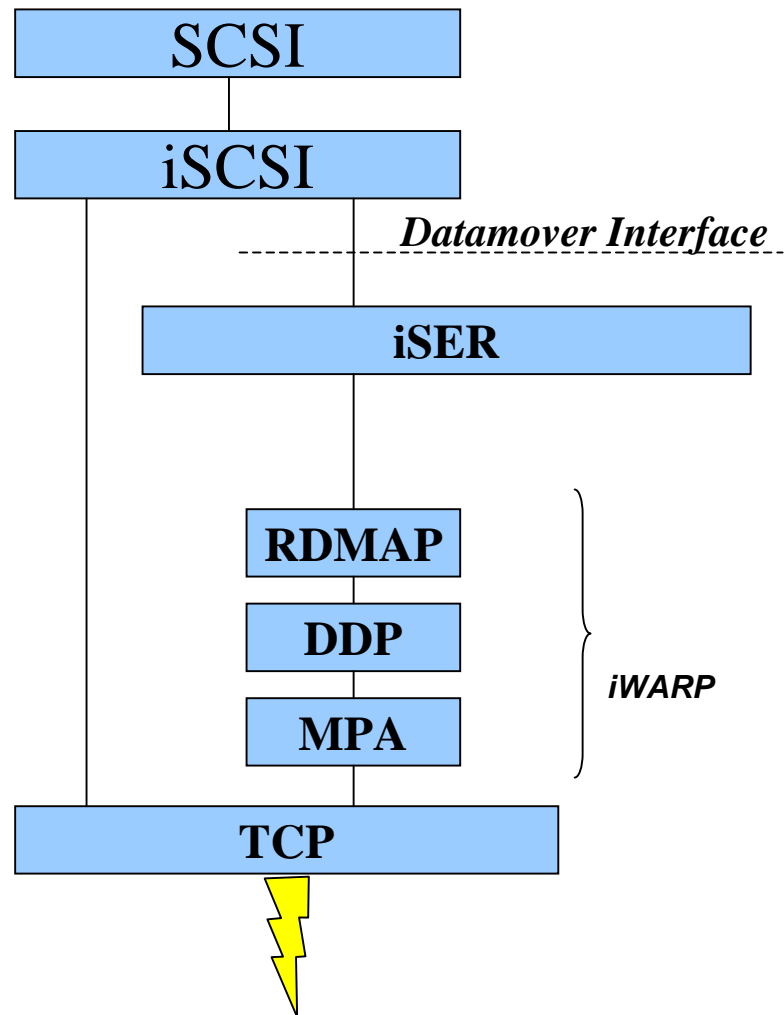 SCSI
iSCSI
Datamover Interface
iSER
RDMAP
DDP
iWARP
MPA
TCP